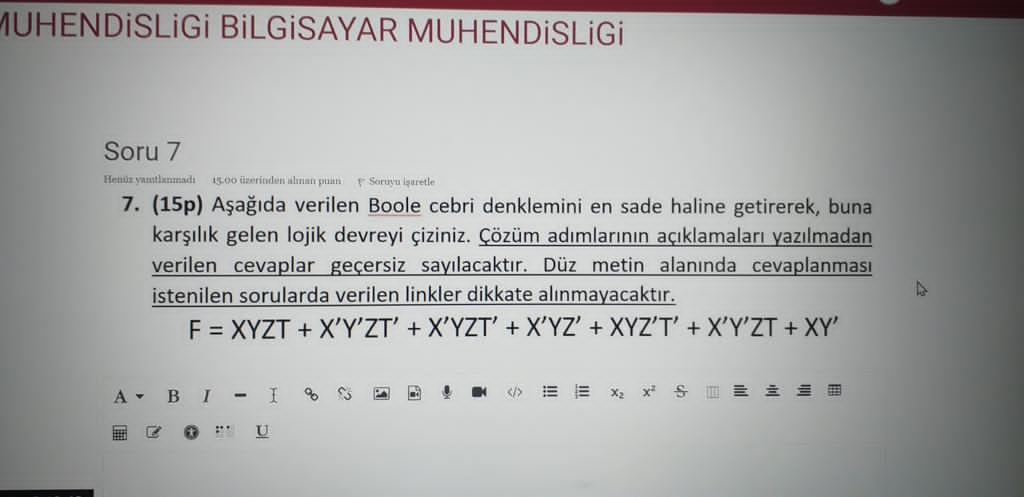 MUHENDiSLiGi BiLGiSAYAR MUHENDiSLiGi
Soru 7
Henüz yanıtlanmadı 15,00 üzerinden alınan puan Soruyu işaretle
7. (15p) Aşağıda verilen Boole cebri denklemini en sade haline getirerek, buna
karşılık gelen lojik devreyi çiziniz. Çözüm adımlarının açıklamaları yazılmadan
verilen cevaplar geçersiz sayılacaktır. Düz metin alanında cevaplanması
istenilen sorularda verilen linkler dikkate alınmayacaktır.
F = XYZT + X’Y’ZT’ + X’YZT’ + X’YZ’ + XYZ’T’ + X’Y’ZT + XY’
A B I x₂ x² S
U